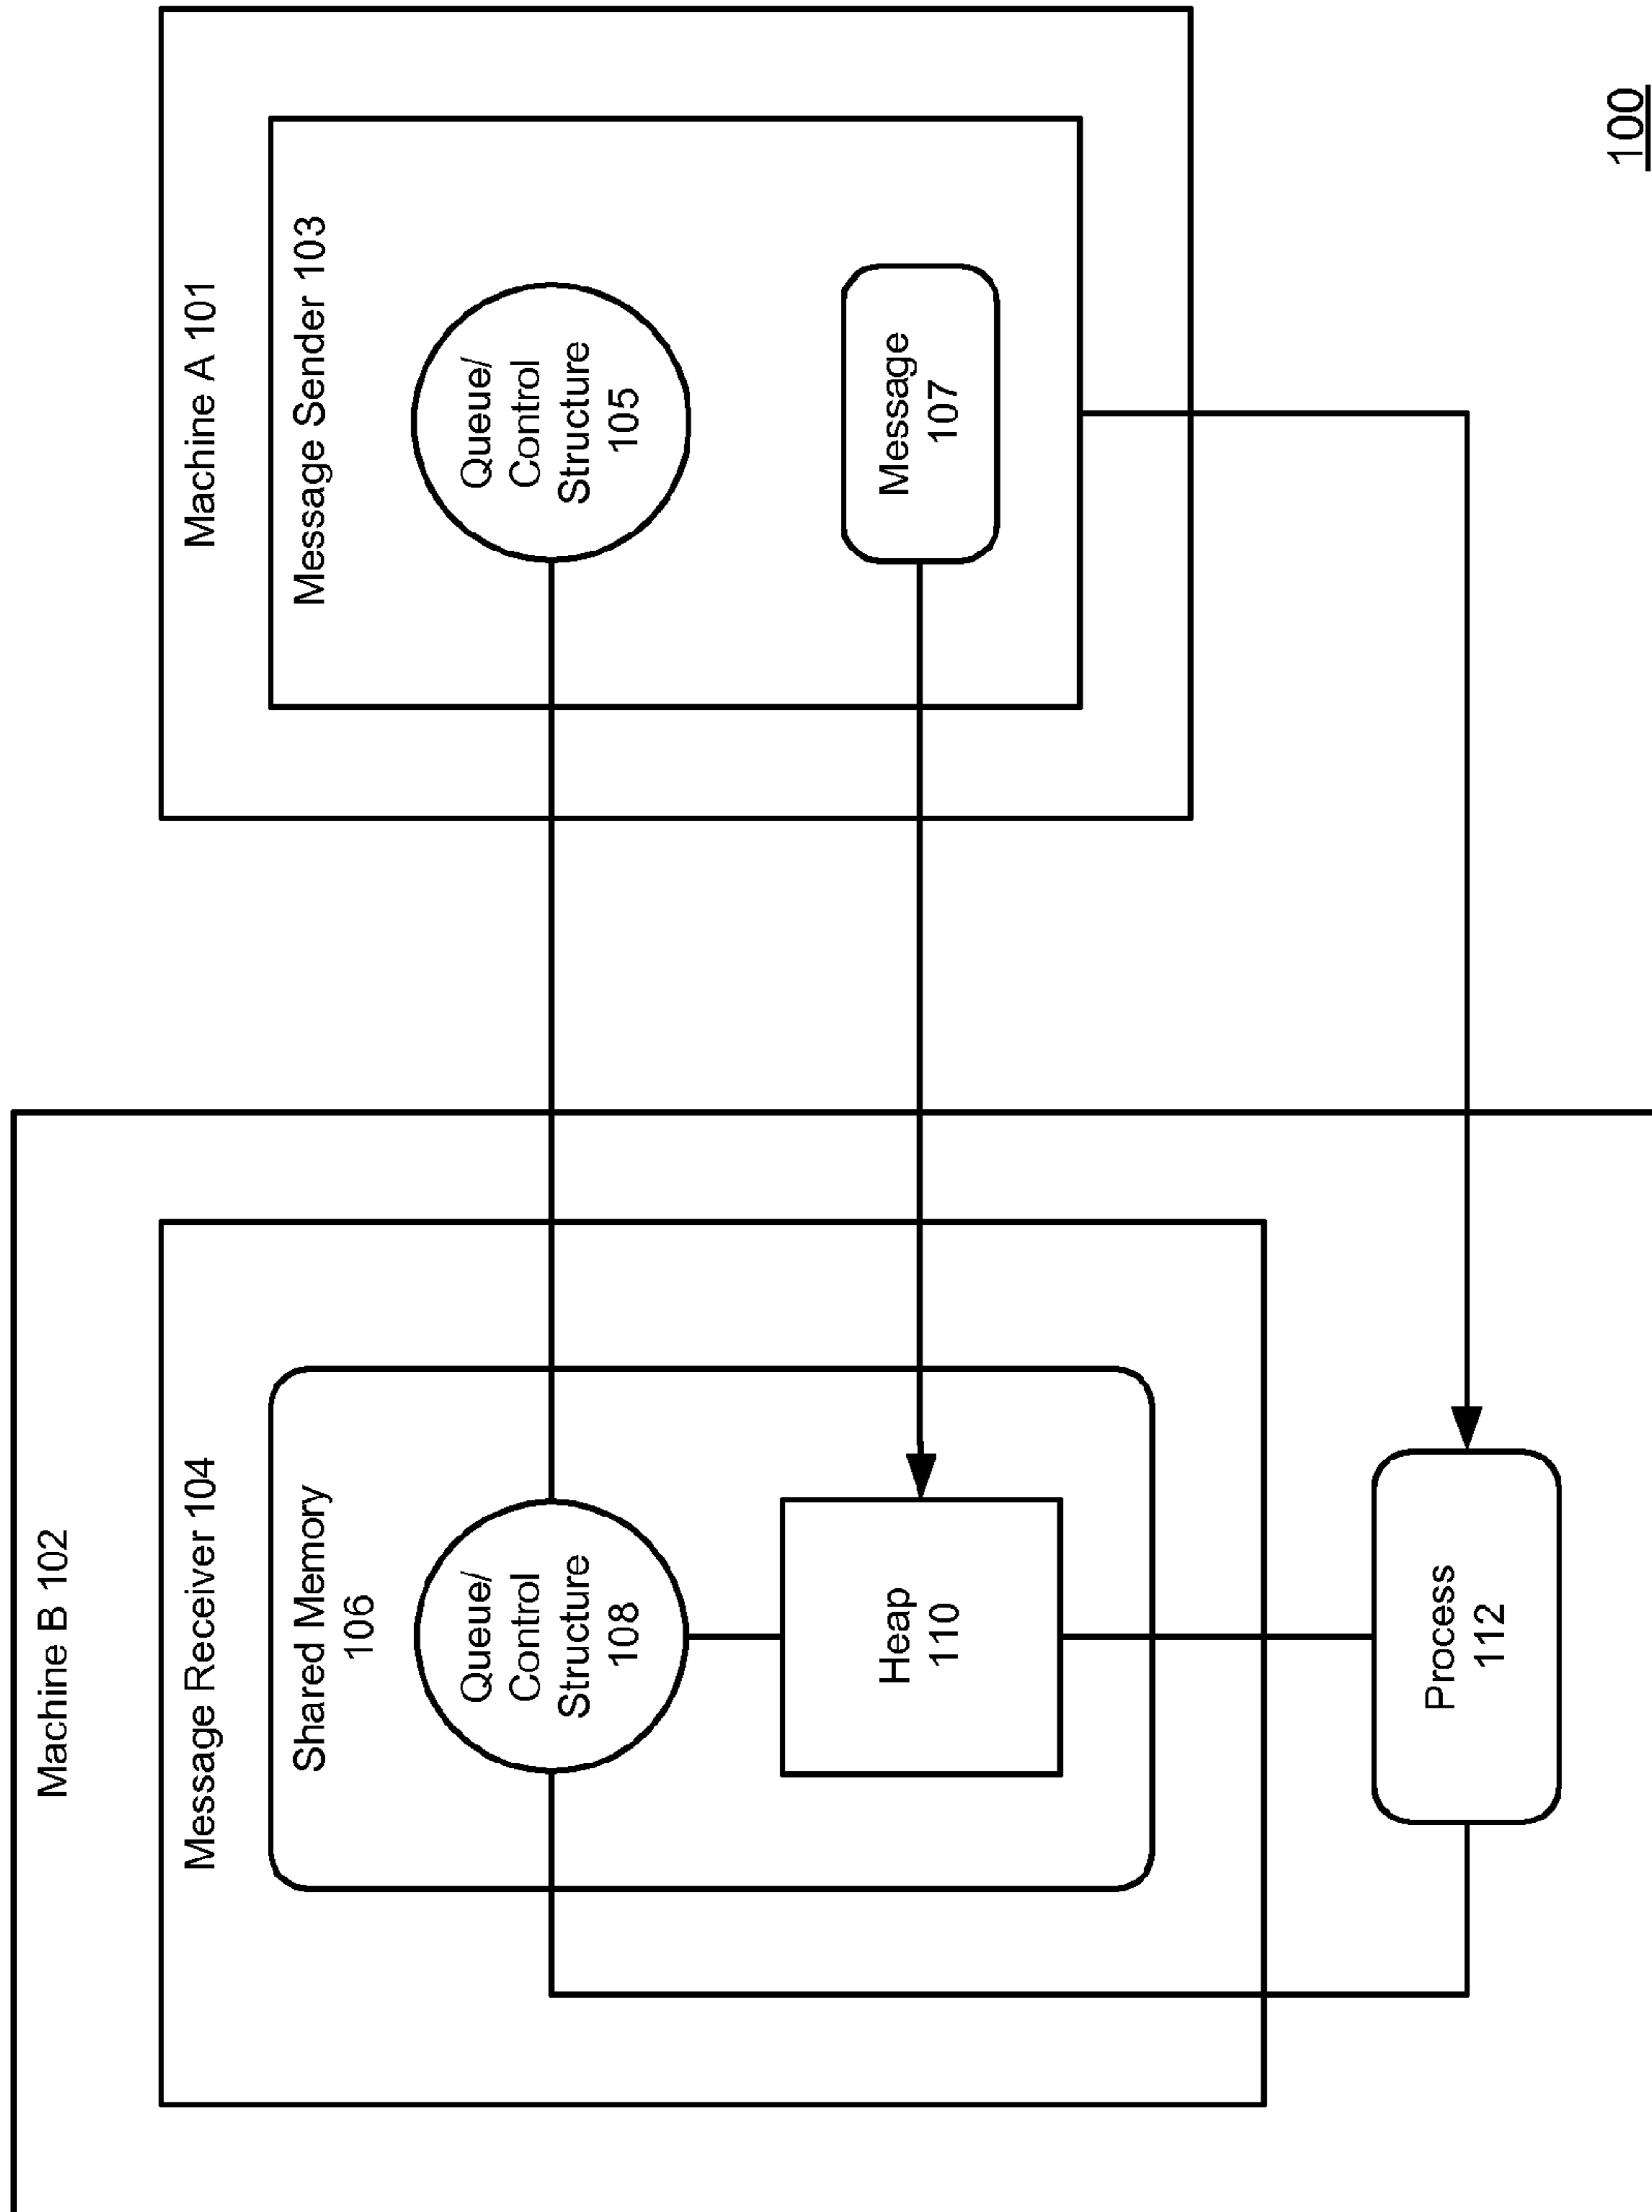 Machine A 101
Message Sender 103
Queue/
Control
Structure
105
Message
107
Machine B 102
Message Receiver 104
Shared Memory
106
Queue/
Control
Structure
108
Heap
110
Process
112
100